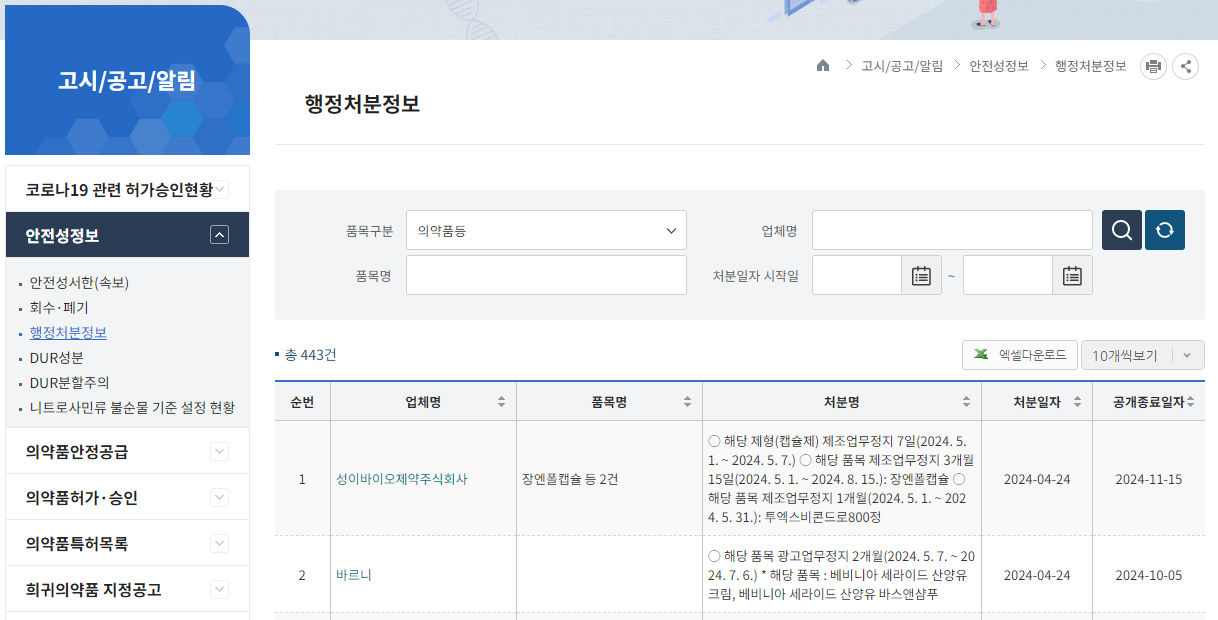 고시/공고/알림
고시/공고/알림 안전성정보 행정처분정보
행정처분정보
코로나19 관련 허가승인현황
안전성정보
안전성서한(속보)
회수·폐기
행정처분정보
DUR성분
DUR분할주의
니트로사민류 불순물 기준 설정 현황
의약품안정공급
의약품허가·승인
의약품특허목록
희귀의약품 지정공고
품목구분 의약품등 업체명
품목명 처분일자 시작일 ~
총 443건
엑셀다운로드 10개씩보기
순번 업체명 품목명 처분명 처분일자 공개종료일자
1 성이바이오제약주식회사 장엔폴캡슐 등 2건
○ 해당 제형(캡슐제) 제조업무정지 7일(2024. 5.
1. ~ 2024. 5. 7.) ○ 해당 품목 제조업무정지 3개월
15일(2024. 5. 1. ~ 2024. 8. 15.): 장엔폴캡슐 ○
해당 품목 제조업무정지 1개월(2024. 5. 1. ~ 202
4. 5. 31.): 투엑스비콘드로800정
2024-04-24 2024-11-15
2 바르니
○ 해당 품목 광고업무정지 2개월(2024. 5. 7. ~ 20
24. 7. 6.) * 해당 품목 : 베비니아 세라이드 산양유
크림, 베비니아 세라이드 산양유 바스앤샴푸
2024-04-24 2024-10-05